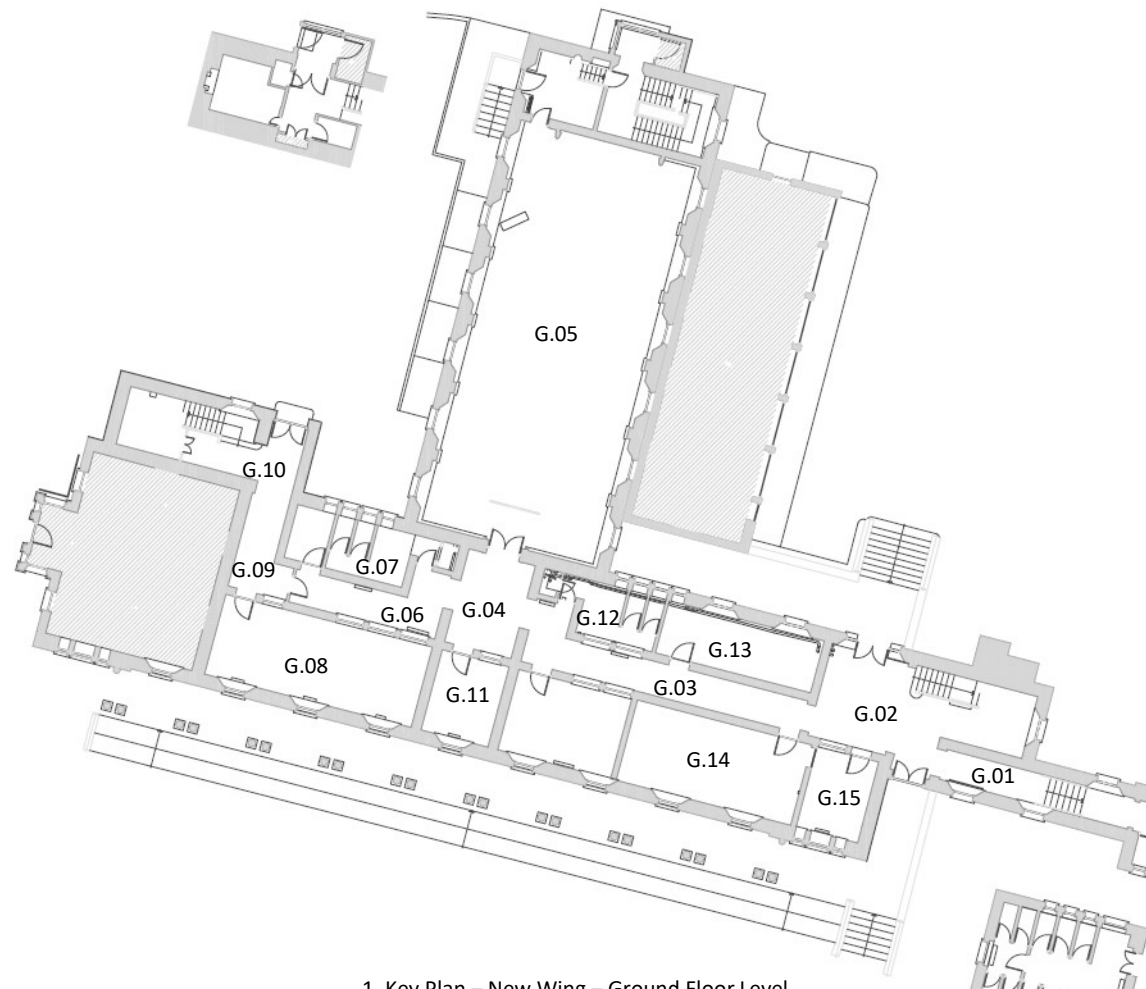 G.05
G.10
G.09
G.07
G.06
G.04
G.12
G.13
G.08
G.11
G.03
G.02
G.14
G.15
G.01
1. Key Plan – New Wing – Ground Floor Level